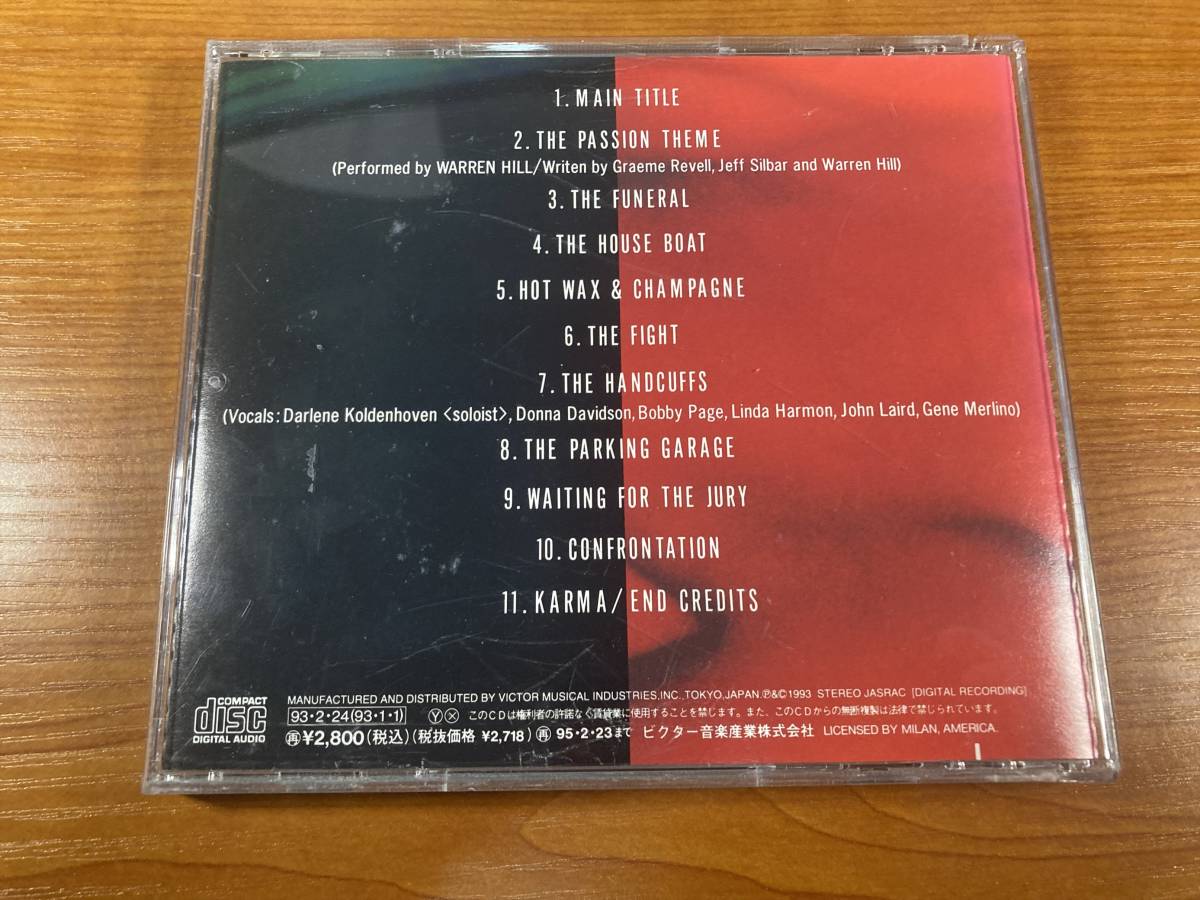 1. MAIN TITLE
2. THE PASSION THEME
(Performed by WARREN HILL/Writen by Graeme Revell, Jeff Silbar and Warren Hill)
3. THE FUNERAL
4. THE HOUSE BOAT
5. HOT WAX & CHAMPAGNE
6. THE FIGHT
7. THE HANDCUFFS
(Vocals: Darlene Koldenhoven <soloist>, Donna Davidson, Bobby Page, Linda Harmon, John Laird, Gene Merlino)
8. THE PARKING GARAGE
9. WAITING FOR THE JURY
10. CONFRONTATION
11. KARMA/END CREDITS
COMPACT
disc
DIGITAL AUDIO
MANUFACTURED AND DISTRIBUTED BY VICTOR MUSICAL INDUSTRIES, INC., TOKYO, JAPAN. ℗&©1993 STEREO JASRAC [DIGITAL RECORDING]
93・2・24(93・1・1) Ⓨⓧ このCDは権利者の許諾なく賃貸業に使用することを禁じます。また、このCDからの無断複製は法律で禁じられています。
㊞¥2,800(税込)(税抜価格 ¥2,718) 再 95・2・23まで ビクター音楽産業株式会社 LICENSED BY MILAN, AMERICA.